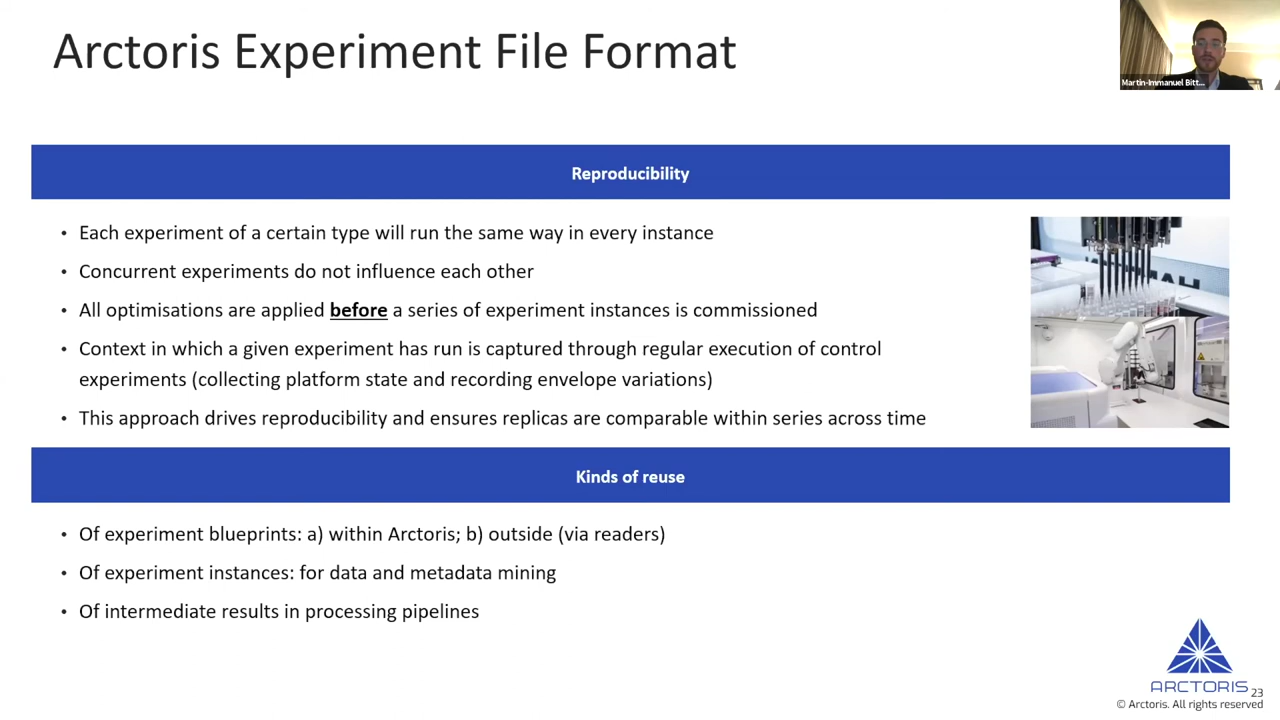 Arctoris Experiment File Format
Martin-Immanuel Bitt...
Reproducibility
• Each experiment of a certain type will run the same way in every instance
• Concurrent experiments do not influence each other
• All optimisations are applied before a series of experiment instances is commissioned
• Context in which a given experiment has run is captured through regular execution of control
experiments (collecting platform state and recording envelope variations)
• This approach drives reproducibility and ensures replicas are comparable within series across time
Kinds of reuse
• Of experiment blueprints: a) within Arctoris; b) outside (via readers)
• Of experiment instances: for data and metadata mining
• Of intermediate results in processing pipelines
ARCTORIS
23
© Arctoris. All rights reserved